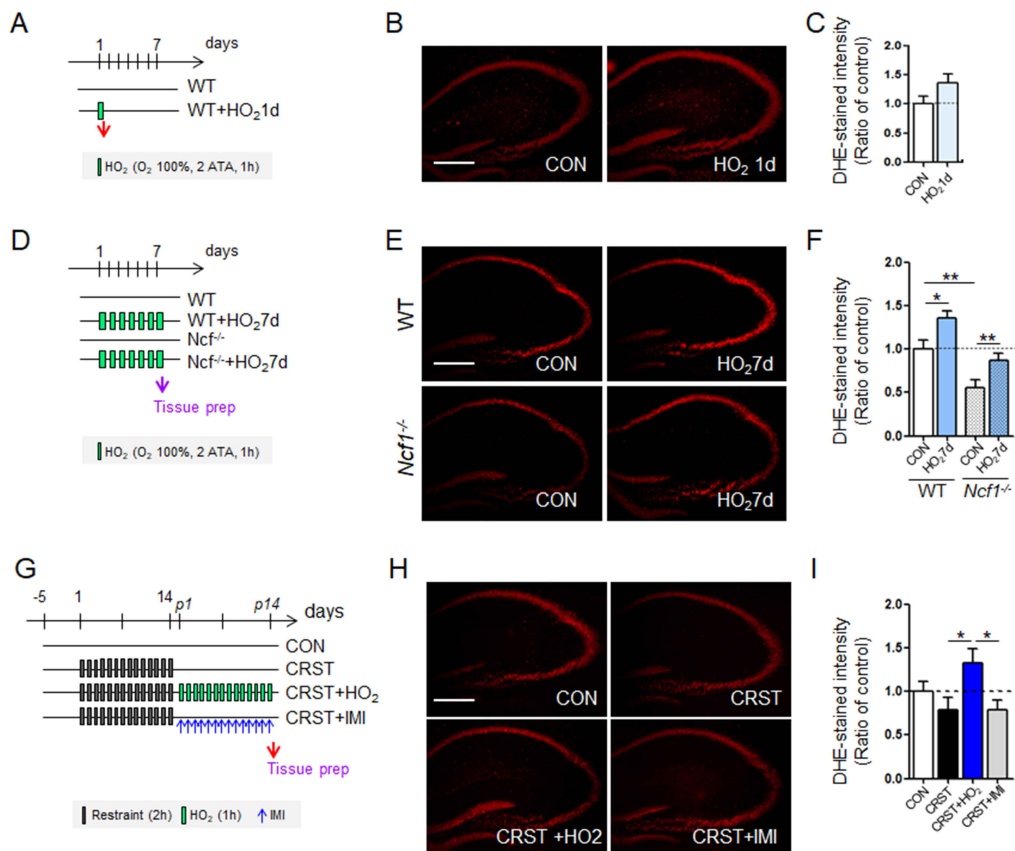 A
1 7 days
WT
WT+HO₂1d
HO₂ (O₂ 100%, 2 ATA, 1h)
B
CON
HO₂ 1d
C
DHE-stained intensity
(Ratio of control)
2.0
1.5
1.0
0.5
0.0
CON
HO₂ 1d
D
1 7 days
WT
WT+HO₂7d
Ncf⁻/⁻
Ncf⁻/⁻+HO₂7d
Tissue prep
HO₂ (O₂ 100%, 2 ATA, 1h)
E
WT
CON
HO₂7d
Ncf1⁻/⁻
CON
HO₂7d
F
DHE-stained intensity
(Ratio of control)
2.0
1.5
1.0
0.5
0.0
**
*
**
CON
HO₂7d
CON
HO₂7d
WT
Ncf1⁻/⁻
G
-5 1 14 p1 p14 days
CON
CRST
CRST+HO₂
CRST+IMI
Tissue prep
Restraint (2h) HO₂ (1h) IMI
H
CON
CRST
CRST +HO2
CRST+IMI
I
DHE-stained intensity
(Ratio of control)
2.0
1.5
1.0
0.5
0.0
* *
CON
CRST
CRST+HO₂
CRST+IMI